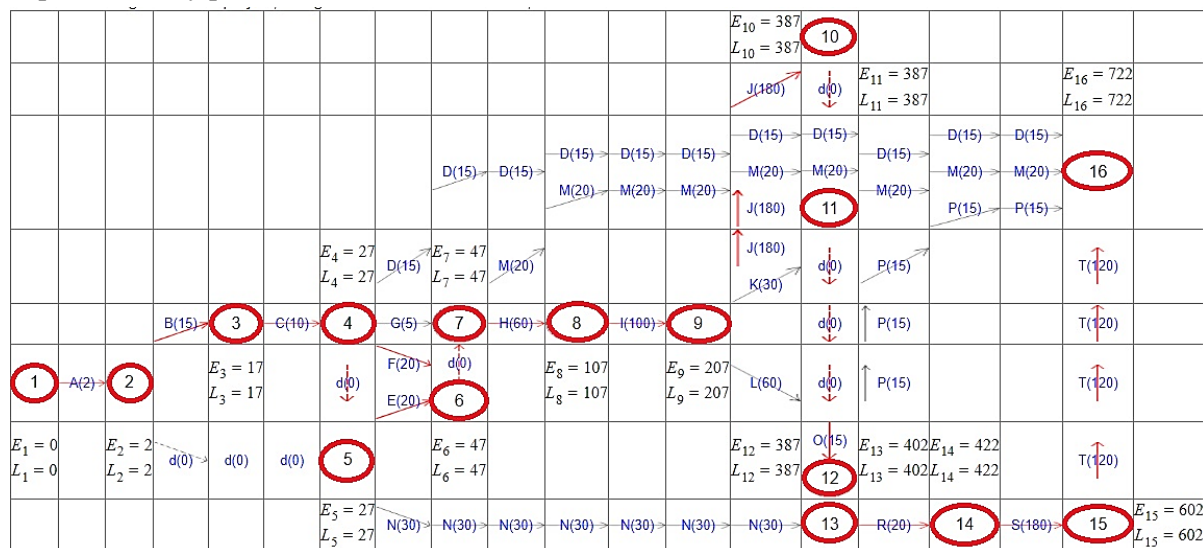 E10 = 387
L10 = 387
10
J(180)
d(0)
E11 = 387
L11 = 387
E16 = 722
L16 = 722
D(15) D(15) D(15) D(15)
D(15) D(15) D(15) D(15)
D(15) D(15)
M(20) M(20) M(20) M(20)
16
M(20) M(20) M(20) M(20)
J(180) 11 P(15) P(15)
E4 = 27
L4 = 27
D(15)
E7 = 47
L7 = 47
M(20)
J(180)
K(30)
d(0)
P(15)
T(120)
B(15) 3 C(10) 4 G(5) 7 H(60) 8 I(100) 9 d(0) P(15) T(120)
1 A(2) 2
E3 = 17
L3 = 17
d(0)
F(20)
E(20)
d(0)
6
E8 = 107
L8 = 107
E9 = 207
L9 = 207
L(60)
d(0)
P(15)
T(120)
E1 = 0
L1 = 0
E2 = 2
L2 = 2
d(0) d(0) d(0) 5
E6 = 47
L6 = 47
E12 = 387
L12 = 387
O(15)
12
E13 = 402
L13 = 402
E14 = 422
L14 = 422
T(120)
E5 = 27
L5 = 27
N(30) N(30) N(30) N(30) N(30) N(30) N(30) 13 R(20) 14 S(180) 15
E15 = 602
L15 = 602